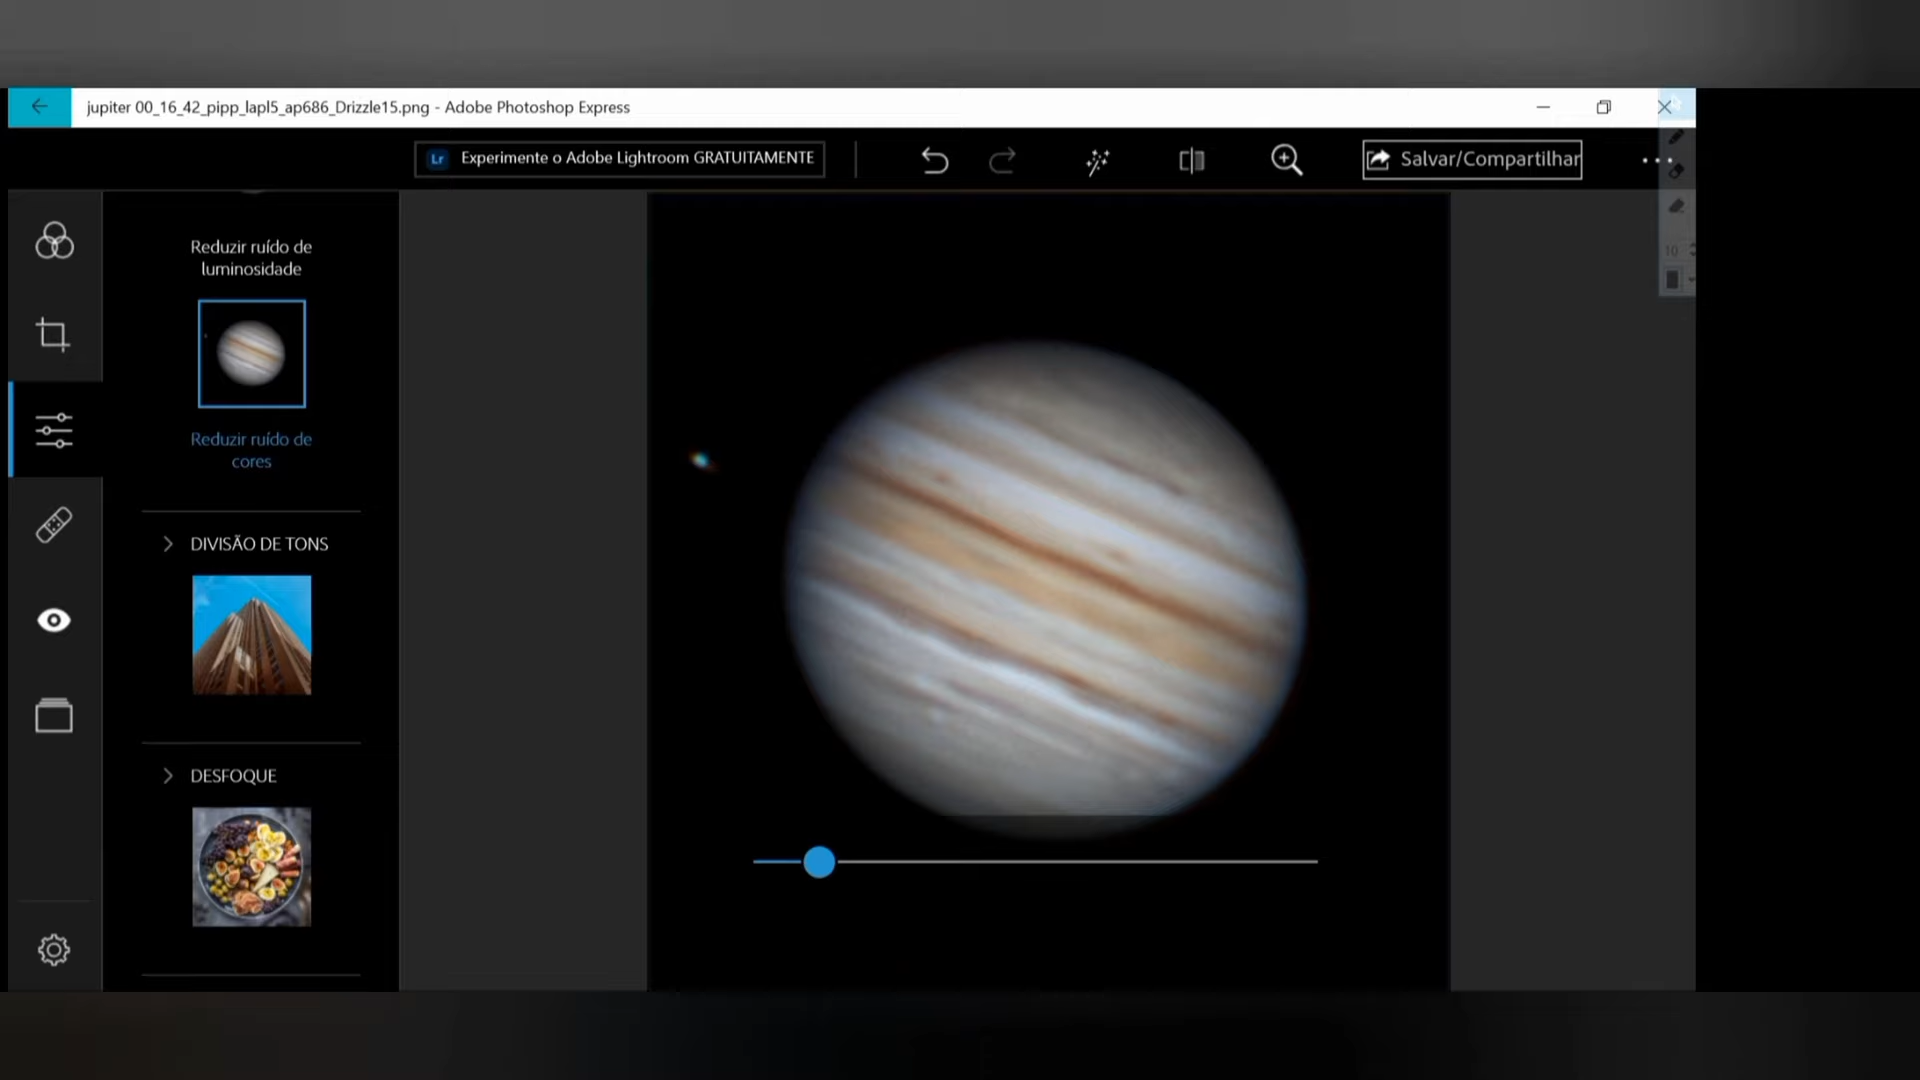 jupiter 00_16_42_pipp_lapl5_ap686_Drizzle15.png - Adobe Photoshop Express
Lr Experimente o Adobe Lightroom GRATUITAMENTE
Salvar/Compartilhar
10
Reduzir ruído de
luminosidade
Reduzir ruído de
cores
DIVISÃO DE TONS
DESFOQUE